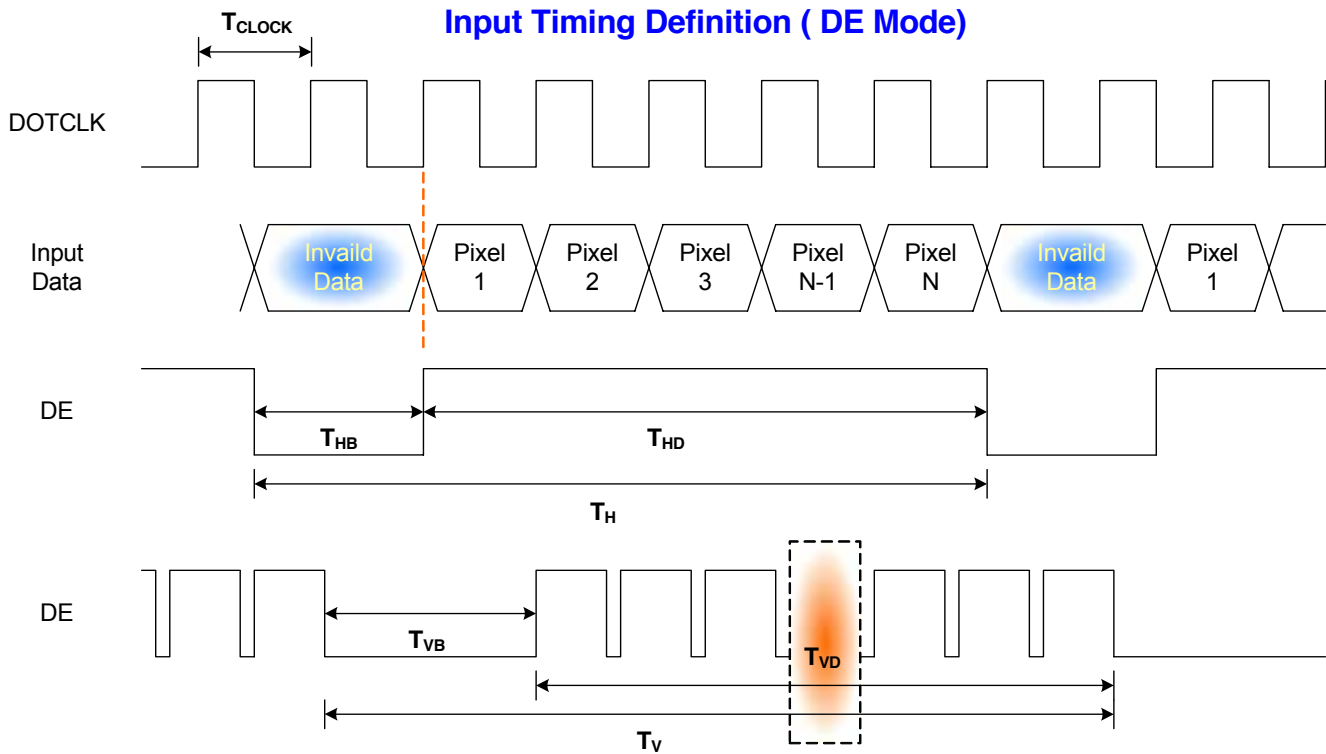 Input Timing Definition ( DE Mode)
TCLOCK
DOTCLK
Input
Data
Invaild
Data
Pixel
1
Pixel
2
Pixel
3
Pixel
N-1
Pixel
N
Invaild
Data
Pixel
1
DE
THB
THD
TH
DE
TVB
TVD
TV